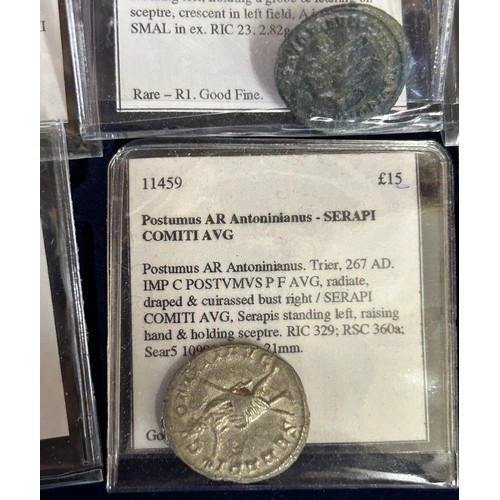 sceptre, crescent in left field,
SMAL in ex. RIC 23. 2.82g
Rare – R1. Good Fine.
11459 £15
Postumus AR Antoninianus - SERAPI
COMITI AVG
Postumus AR Antoninianus. Trier, 267 AD.
IMP C POSTVMVS P F AVG, radiate,
draped & cuirassed bust right / SERAPI
COMITI AVG, Serapis standing left, raising
hand & holding sceptre. RIC 329; RSC 360a;
Sear5 21mm.